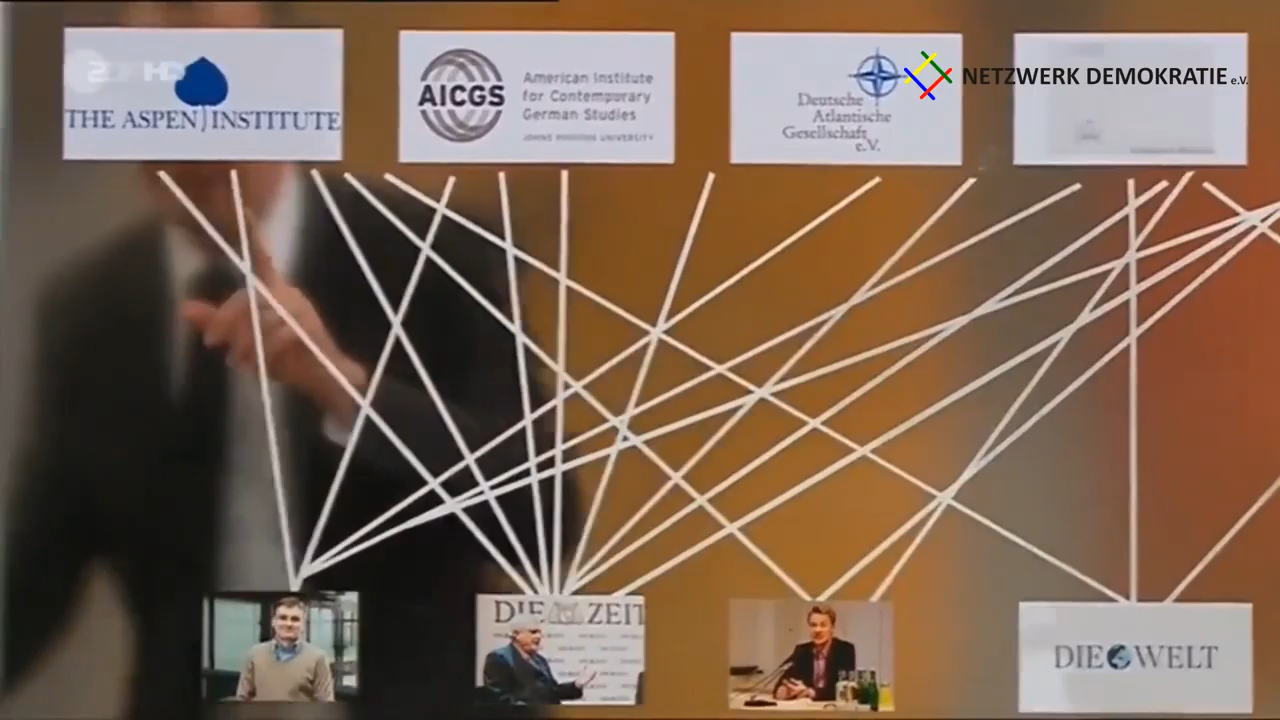 ZDF HD
THE ASPEN INSTITUTE
AICGS
American Institute
for Contemporary
German Studies
JOHNS HOPKINS UNIVERSITY
Deutsche
Atlantische
Gesellschaft
e.V.
NETZWERK DEMOKRATIE e.V.
DIE ZEIT
DIE WELT